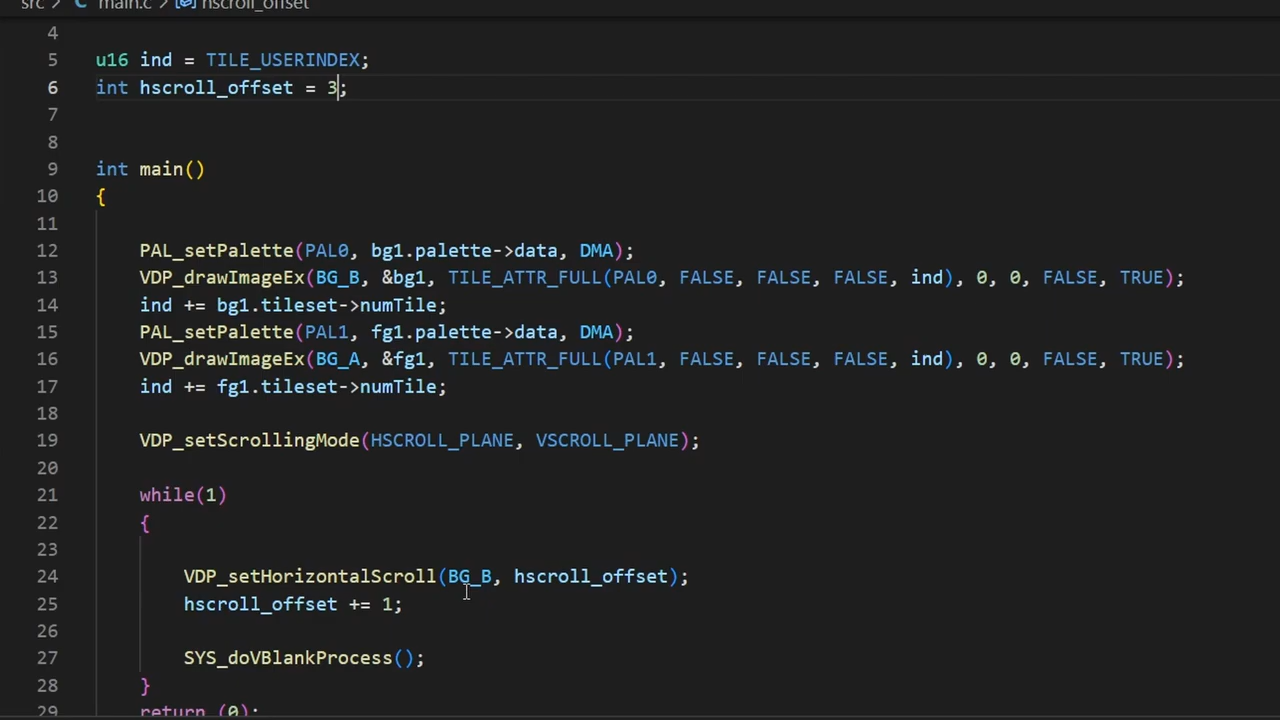 src > C main.c > hscroll_offset
4
5 u16 ind = TILE_USERINDEX;
6 int hscroll_offset = 3;
7
8
9 int main()
10 {
11
12 PAL_setPalette(PAL0, bg1.palette->data, DMA);
13 VDP_drawImageEx(BG_B, &bg1, TILE_ATTR_FULL(PAL0, FALSE, FALSE, FALSE, ind), 0, 0, FALSE, TRUE);
14 ind += bg1.tileset->numTile;
15 PAL_setPalette(PAL1, fg1.palette->data, DMA);
16 VDP_drawImageEx(BG_A, &fg1, TILE_ATTR_FULL(PAL1, FALSE, FALSE, FALSE, ind), 0, 0, FALSE, TRUE);
17 ind += fg1.tileset->numTile;
18
19 VDP_setScrollingMode(HSCROLL_PLANE, VSCROLL_PLANE);
20
21 while(1)
22 {
23
24 VDP_setHorizontalScroll(BG_B, hscroll_offset);
25 hscroll_offset += 1;
26
27 SYS_doVBlankProcess();
28 }
29 return (0);